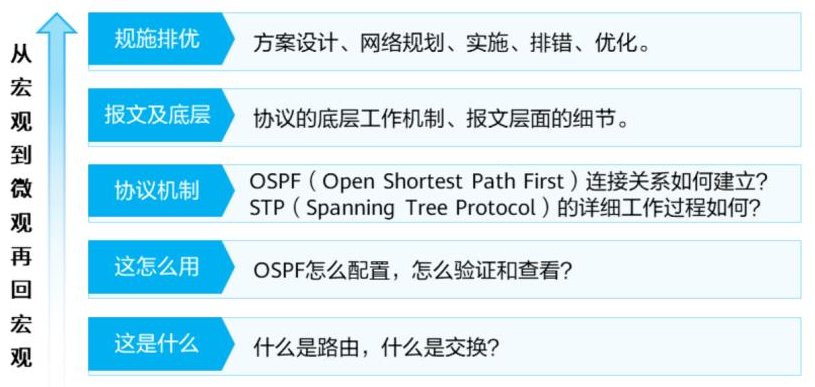 从宏观到微观再回宏观
规施排优
方案设计、网络规划、实施、排错、优化。
报文及底层
协议的底层工作机制、报文层面的细节。
协议机制
OSPF（Open Shortest Path First）连接关系如何建立？
STP（Spanning Tree Protocol）的详细工作过程如何？
这怎么用
OSPF怎么配置，怎么验证和查看？
这是什么
什么是路由，什么是交换？